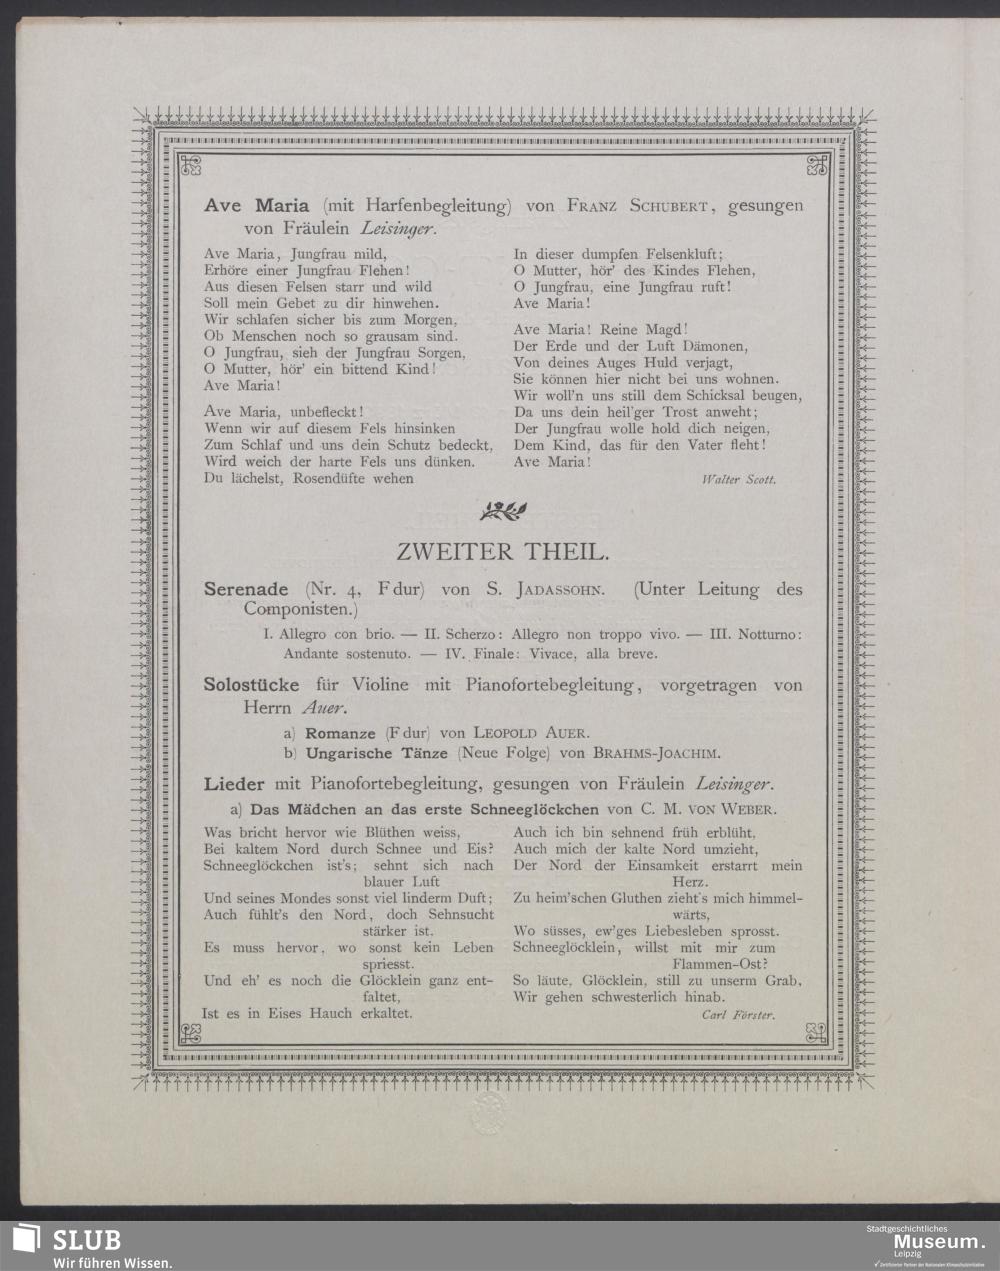 Ave Maria (mit Harfenbegleitung) von FRANZ SCHUBERT, gesungen
von Fräulein Leisinger.
Ave Maria, Jungfrau mild,
Erhöre einer Jungfrau Flehen!
Aus diesen Felsen starr und wild
Soll mein Gebet zu dir hinwehen.
Wir schlafen sicher bis zum Morgen,
Ob Menschen noch so grausam sind.
O Jungfrau, sieh der Jungfrau Sorgen,
O Mutter, hör' ein bittend Kind!
Ave Maria!
Ave Maria, unbefleckt!
Wenn wir auf diesem Fels hinsinken
Zum Schlaf und uns dein Schutz bedeckt,
Wird weich der harte Fels uns dünken.
Du lächelst, Rosendüfte wehen
In dieser dumpfen Felsenkluft;
O Mutter, hör' des Kindes Flehen,
O Jungfrau, eine Jungfrau ruft!
Ave Maria!
Ave Maria! Reine Magd!
Der Erde und der Luft Dämonen,
Von deines Auges Huld verjagt,
Sie können hier nicht bei uns wohnen.
Wir woll'n uns still dem Schicksal beugen,
Da uns dein heil'ger Trost anweht;
Der Jungfrau wolle hold dich neigen,
Dem Kind, das für den Vater fleht!
Ave Maria!
Walter Scott.
ZWEITER THEIL.
Serenade (Nr. 4, Fdur) von S. JADASSOHN. (Unter Leitung des
Componisten.)
I. Allegro con brio. — II. Scherzo: Allegro non troppo vivo. — III. Notturno:
Andante sostenuto. — IV. Finale: Vivace, alla breve.
Solostücke für Violine mit Pianofortebegleitung, vorgetragen von
Herrn Auer.
a) Romanze (Fdur) von LEOPOLD AUER.
b) Ungarische Tänze (Neue Folge) von BRAHMS-JOACHIM.
Lieder mit Pianofortebegleitung, gesungen von Fräulein Leisinger.
a) Das Mädchen an das erste Schneeglöckchen von C. M. VON WEBER.
Was bricht hervor wie Blüthen weiss,
Bei kaltem Nord durch Schnee und Eis?
Schneeglöckchen ist's; sehnt sich nach
blauer Luft
Und seines Mondes sonst viel linderm Duft;
Auch fühlt's den Nord, doch Sehnsucht
stärker ist.
Es muss hervor, wo sonst kein Leben
spriesst.
Und eh' es noch die Glöcklein ganz ent-
faltet,
Ist es in Eises Hauch erkaltet.
Auch ich bin sehnend früh erblüht,
Auch mich der kalte Nord umzieht,
Der Nord der Einsamkeit erstarrt mein
Herz.
Zu heim'schen Gluthen zieht's mich himmel-
wärts,
Wo süsses, ew'ges Liebesleben sprosst.
Schneeglöcklein, willst mit mir zum
Flammen-Ost?
So läute, Glöcklein, still zu unserm Grab,
Wir gehen schwesterlich hinab.
Carl Förster.
SLUB
Wir führen Wissen.
Stadtgeschichtliches
Museum.
Leipzig
Zertifizierter Partner der Nationalen Klimaschutzinitiative